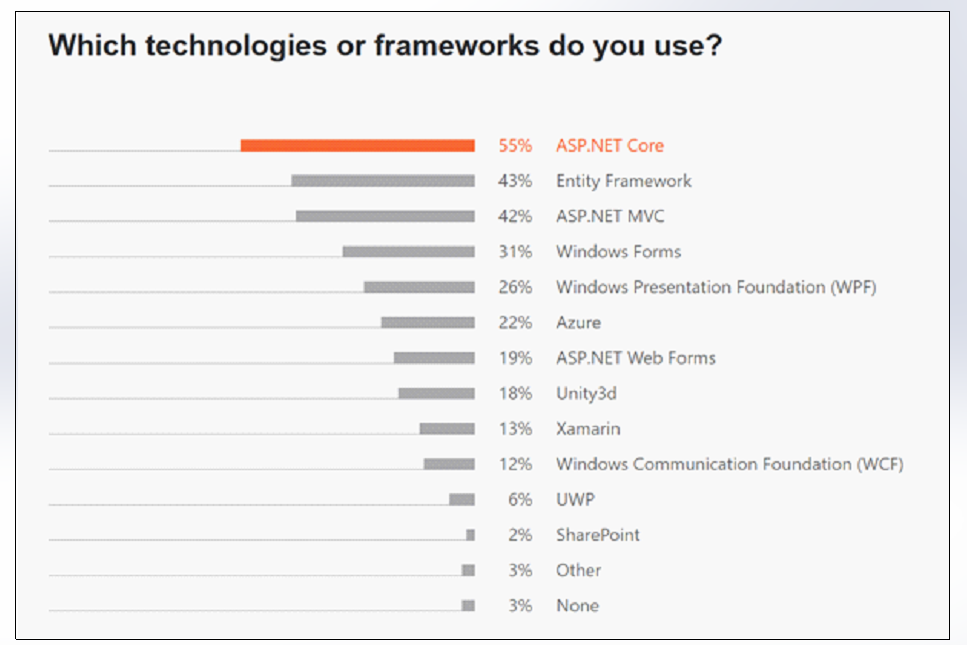 Which technologies or frameworks do you use?
55% ASP.NET Core
43% Entity Framework
42% ASP.NET MVC
31% Windows Forms
26% Windows Presentation Foundation (WPF)
22% Azure
19% ASP.NET Web Forms
18% Unity3d
13% Xamarin
12% Windows Communication Foundation (WCF)
6% UWP
2% SharePoint
3% Other
3% None